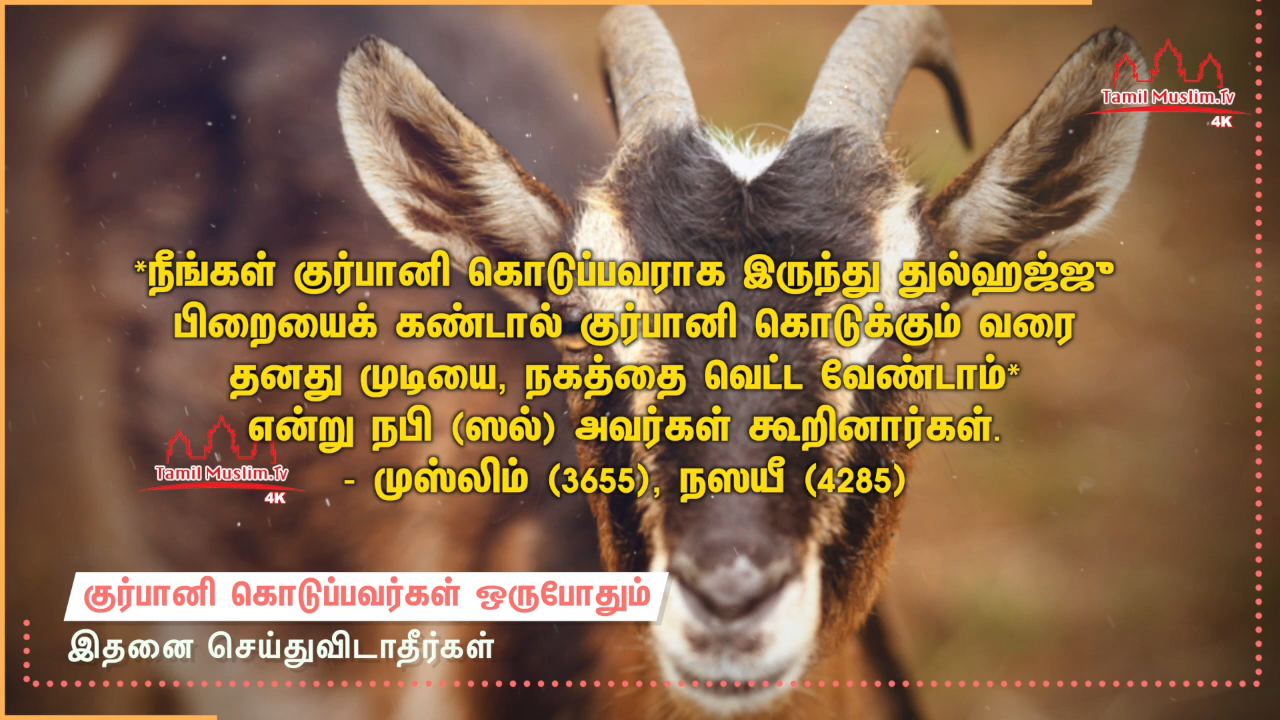 Tamil Muslim.Tv
4K
*நீங்கள் குர்பானி கொடுப்பவராக இருந்து துல்ஹஜ்ஜு
பிறையைக் கண்டால் குர்பானி கொடுக்கும் வரை
தனது முடியை, நகத்தை வெட்ட வேண்டாம்*
என்று நபி (ஸல்) அவர்கள் கூறினார்கள்.
- முஸ்லிம் (3655), நஸயீ (4285)
Tamil Muslim.Tv
4K
குர்பானி கொடுப்பவர்கள் ஒருபோதும்
இதனை செய்துவிடாதீர்கள்